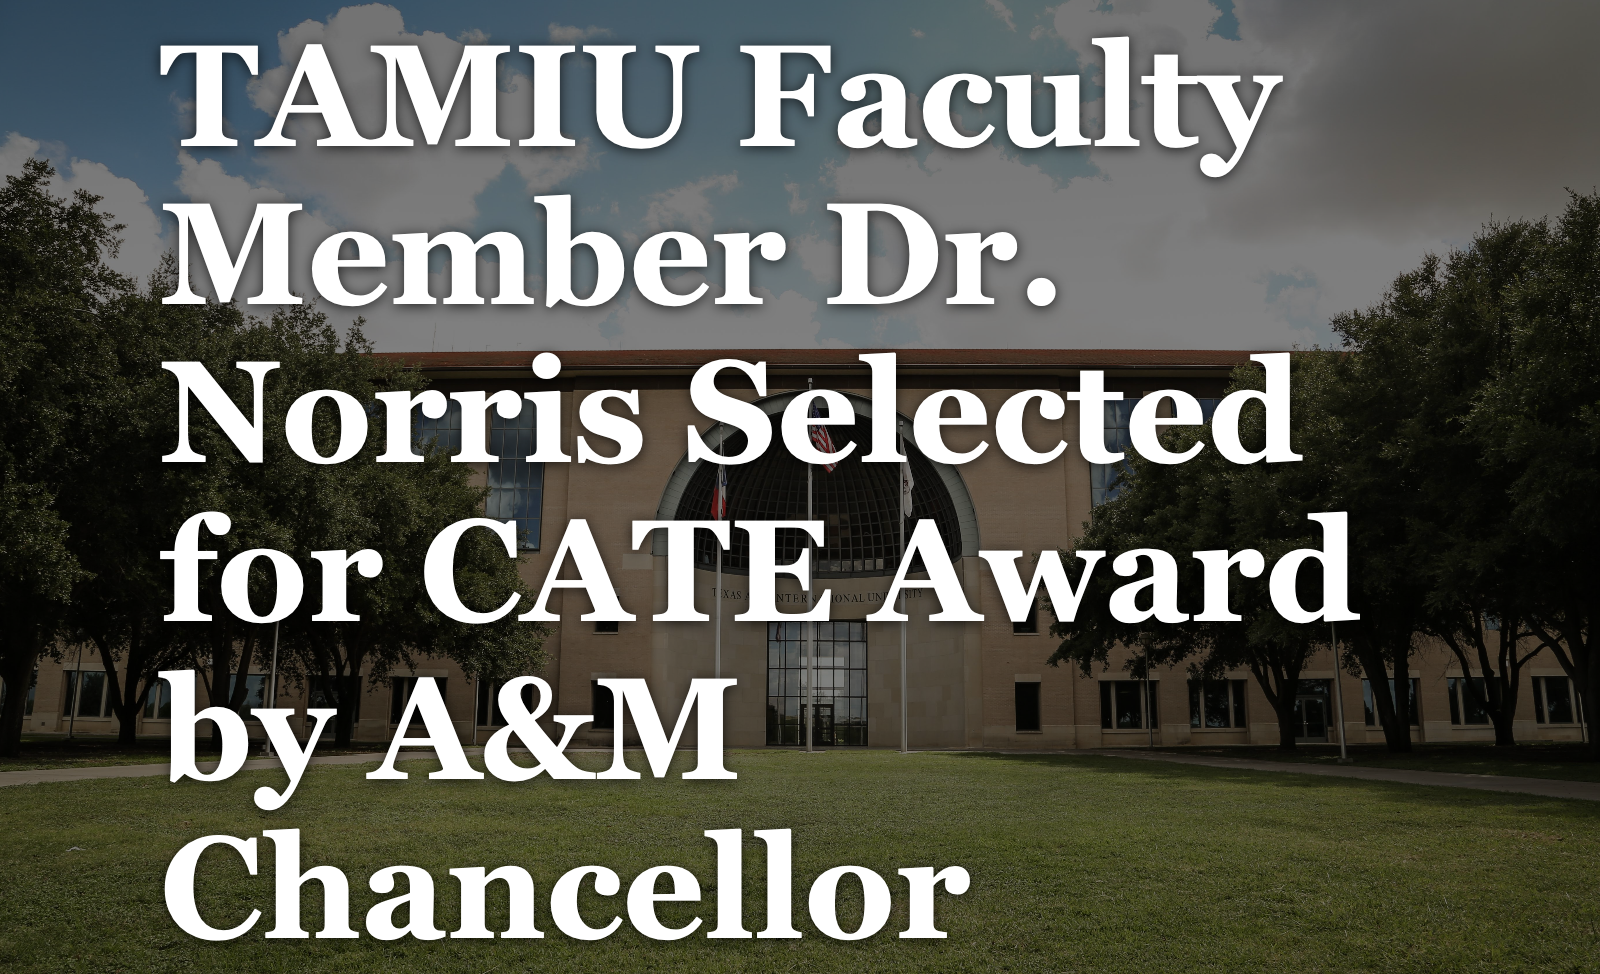 TAMIU Faculty
Member Dr.
Norris Selected
for CATE Award
by A&M
Chancellor